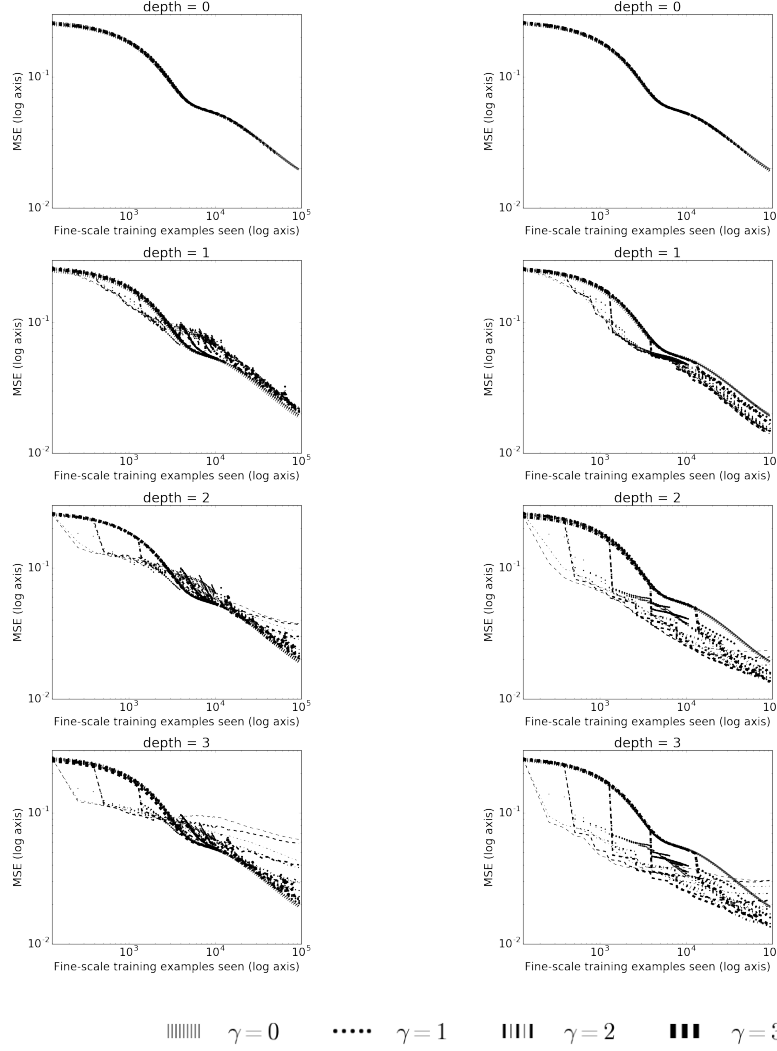 depth = 0
depth = 0
MSE (log axis)
10^-1
10^-2
10^3
10^4
10^5
Fine-scale training examples seen (log axis)
MSE (log axis)
10^-1
10^-2
10^3
10^4
10
Fine-scale training examples seen (log axis)
depth = 1
depth = 1
MSE (log axis)
10^-1
10^-2
10^3
10^4
10^5
Fine-scale training examples seen (log axis)
MSE (log axis)
10^-1
10^-2
10^3
10^4
10
Fine-scale training examples seen (log axis)
depth = 2
depth = 2
MSE (log axis)
10^-1
10^-2
10^3
10^4
10^5
Fine-scale training examples seen (log axis)
MSE (log axis)
10^-1
10^-2
10^3
10^4
10
Fine-scale training examples seen (log axis)
depth = 3
depth = 3
MSE (log axis)
10^-1
10^-2
10^3
10^4
10^5
Fine-scale training examples seen (log axis)
MSE (log axis)
10^-1
10^-2
10^3
10^4
10
Fine-scale training examples seen (log axis)
γ = 0 γ = 1 γ = 2 γ = 3